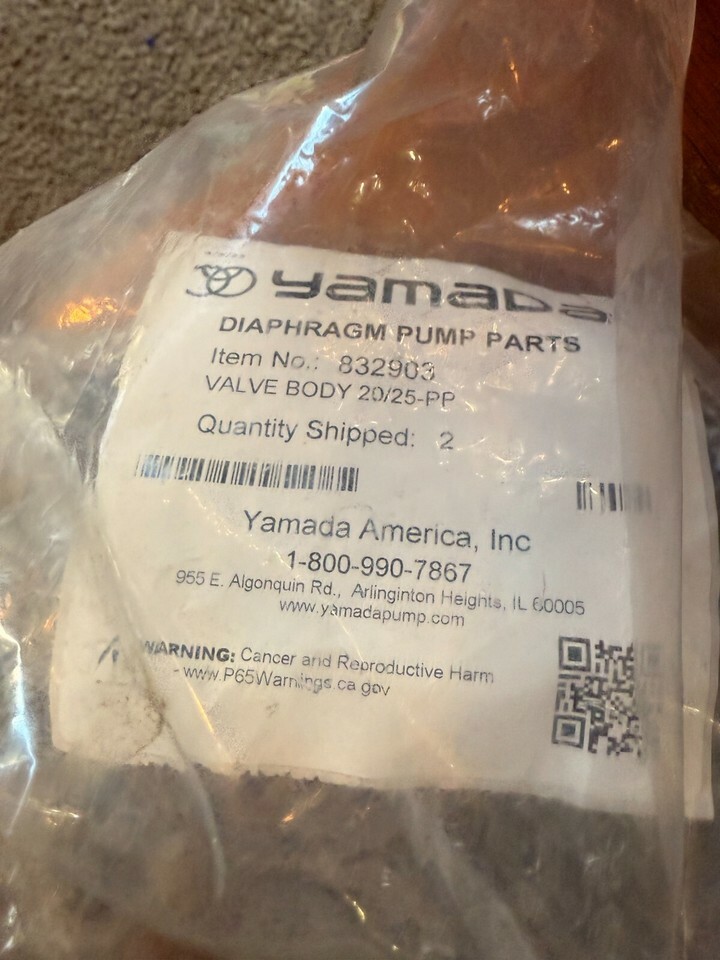 yamada
DIAPHRAGM PUMP PARTS
Item No.: 832903
VALVE BODY 20/25-PP
Quantity Shipped: 2
Yamada America, Inc
1-800-990-7867
955 E. Algonquin Rd., Arlinginton Heights, IL 60005
www.yamadapump.com
WARNING: Cancer and Reproductive Harm
- www.P65Warnings.ca.gov